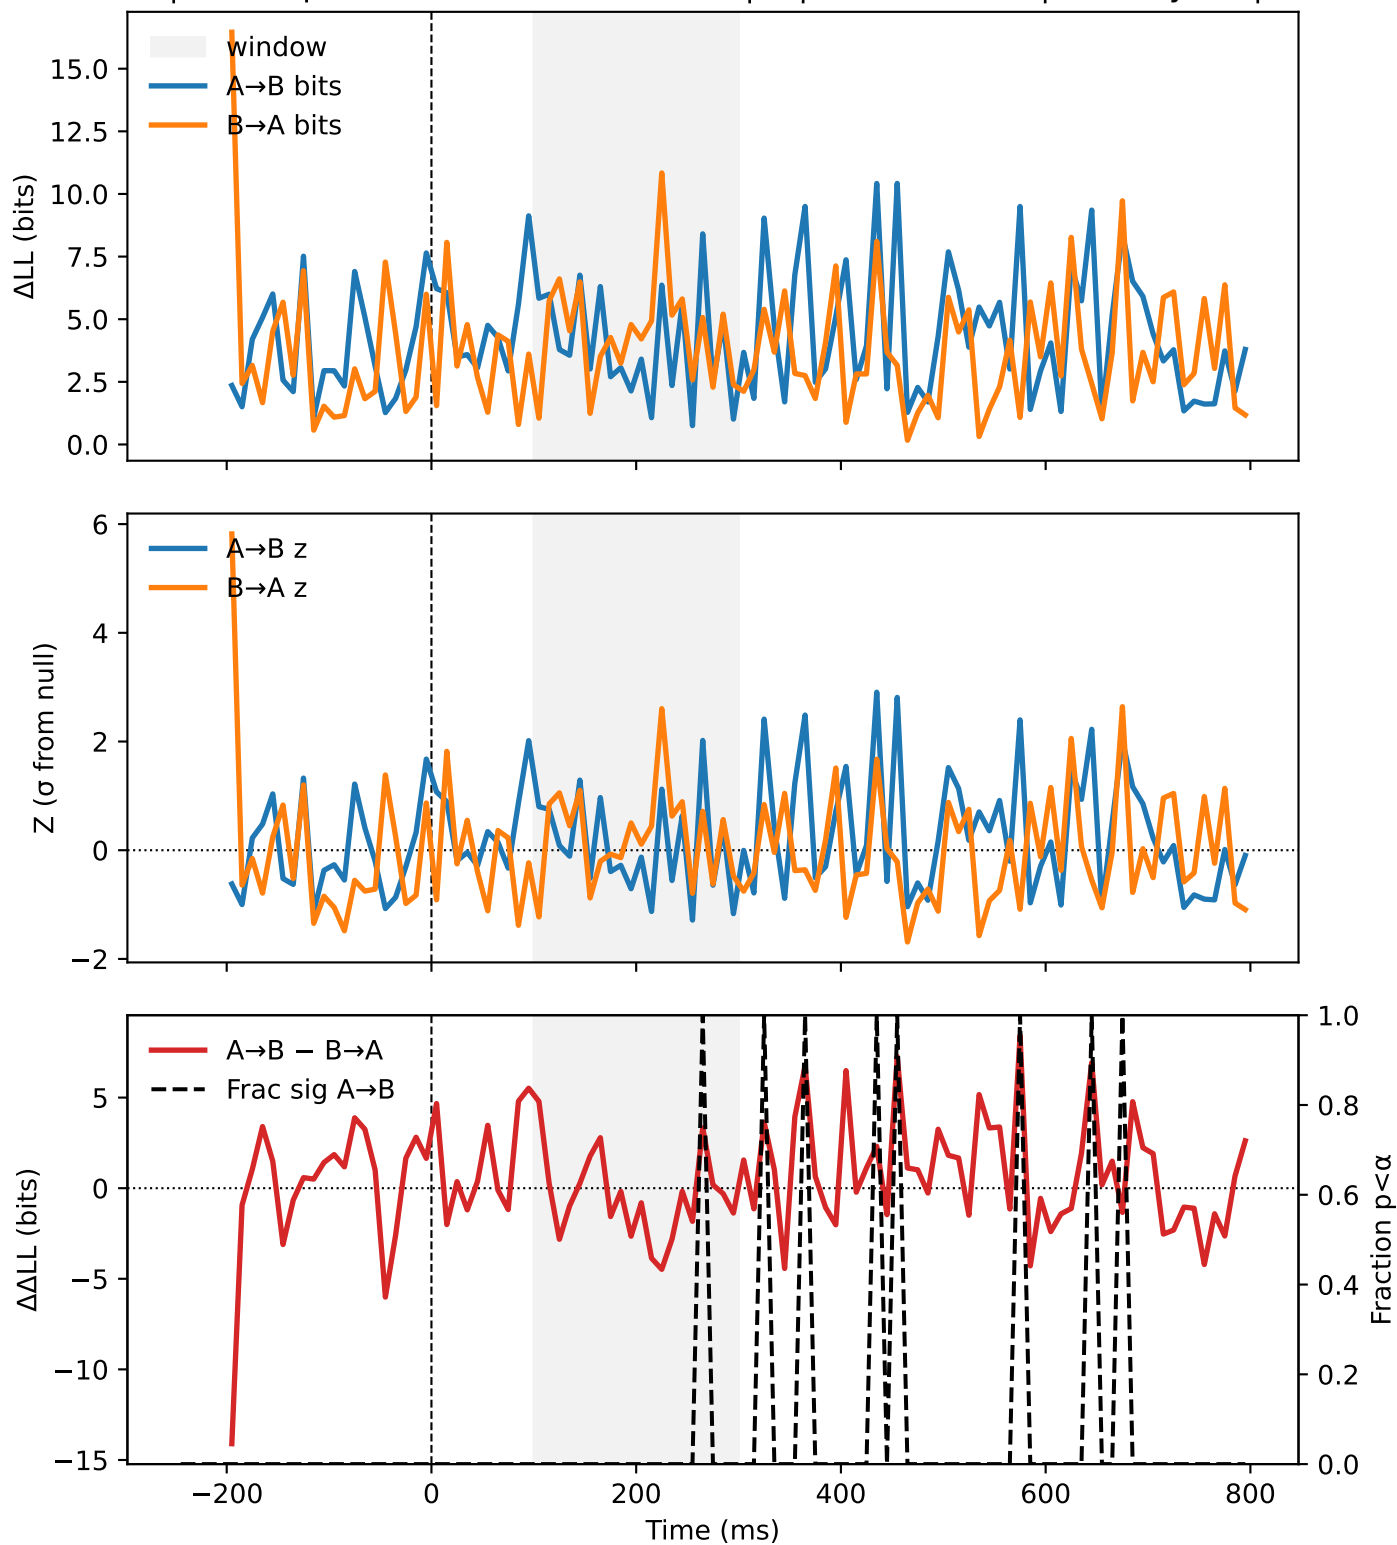 window
A→B bits
B→A bits
15.0
12.5
10.0
7.5
5.0
2.5
0.0
ΔLL (bits)
A→B z
B→A z
6
4
2
0
−2
Z (σ from null)
A→B − B→A
Frac sig A→B
5
0
−5
−10
−15
ΔΔLL (bits)
1.0
0.8
0.6
0.4
0.2
0.0
Fraction p<α
−200 0 200 400 600 800
Time (ms)